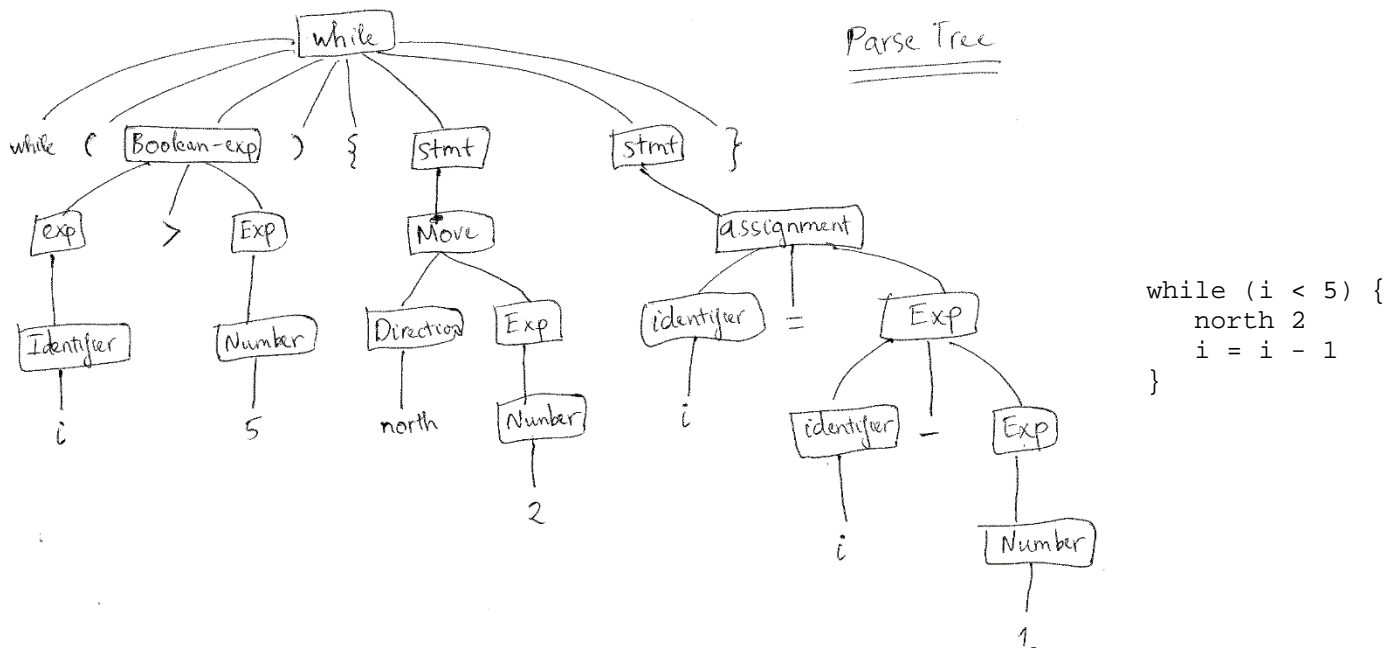 while
Parse Tree
while ( Boolean-exp ) { stmt stmt }
exp > Exp Move assignment
Identifier Number Direction Exp identifier = Exp
i 5 north Number i identifier - Exp
2 i Number
1
while (i < 5) {
north 2
i = i - 1
}